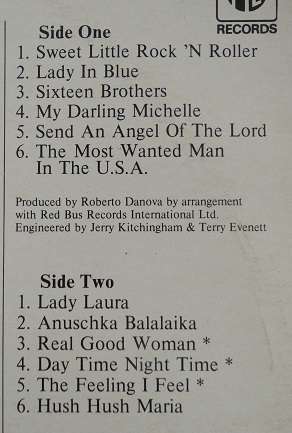 RECORDS
Side One
1. Sweet Little Rock 'N Roller
2. Lady In Blue
3. Sixteen Brothers
4. My Darling Michelle
5. Send An Angel Of The Lord
6. The Most Wanted Man
In The U.S.A.
Produced by Roberto Danova by arrangement
with Red Bus Records International Ltd.
Engineered by Jerry Kitchingham & Terry Evenett
Side Two
1. Lady Laura
2. Anuschka Balalaika
3. Real Good Woman *
4. Day Time Night Time *
5. The Feeling I Feel *
6. Hush Hush Maria